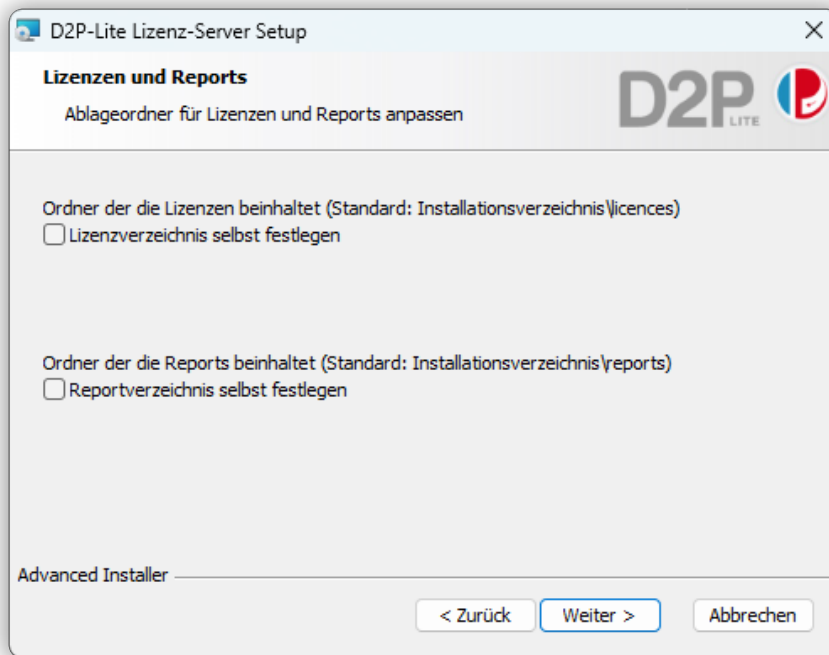 D2P-Lite Lizenz-Server Setup
Lizenzen und Reports
Ablageordner für Lizenzen und Reports anpassen
D2P
LITE
Ordner der die Lizenzen beinhaltet (Standard: Installationsverzeichnis\licences)
Lizenzverzeichnis selbst festlegen
Ordner der die Reports beinhaltet (Standard: Installationsverzeichnis\reports)
Reportverzeichnis selbst festlegen
Advanced Installer
< Zurück
Weiter >
Abbrechen